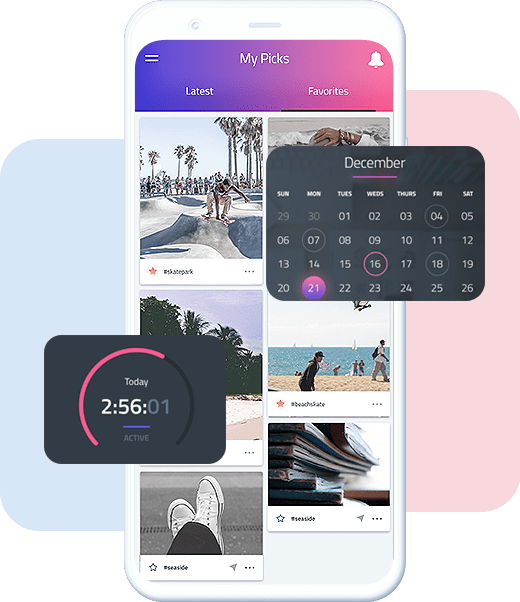 My Picks
Latest Favorites
December
SUN MON TUES WEDS THURS FRI SAT
29 30 01 02 03 04 05
06 07 08 09 10 11 12
13 14 15 16 17 18 19
20 21 22 23 24 25 26
#skatepark
Today
2:56:01
ACTIVE
#beachskate
#seaside
#seaside